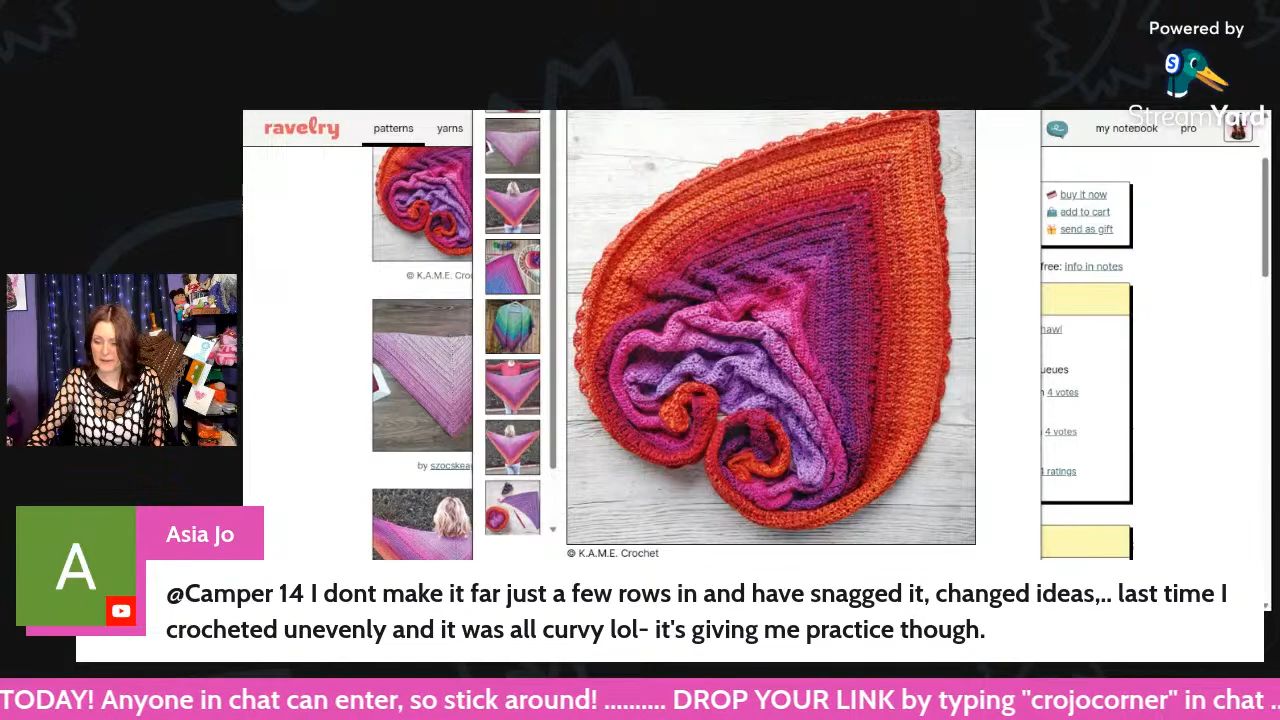 Powered by
S
StreamYard
ravelry
patterns
yarns
my notebook
pro
buy it now
add to cart
send as gift
free: info in notes
4 votes
4 votes
ratings
© K.A.M.E. Cro
by szocskea
© K.A.M.E. Crochet
A
Asia Jo
@Camper 14 I dont make it far just a few rows in and have snagged it, changed ideas,.. last time I
crocheted unevenly and it was all curvy lol- it's giving me practice though.
TODAY! Anyone in chat can enter, so stick around! .......... DROP YOUR LINK by typing "crojocorner" in chat ..